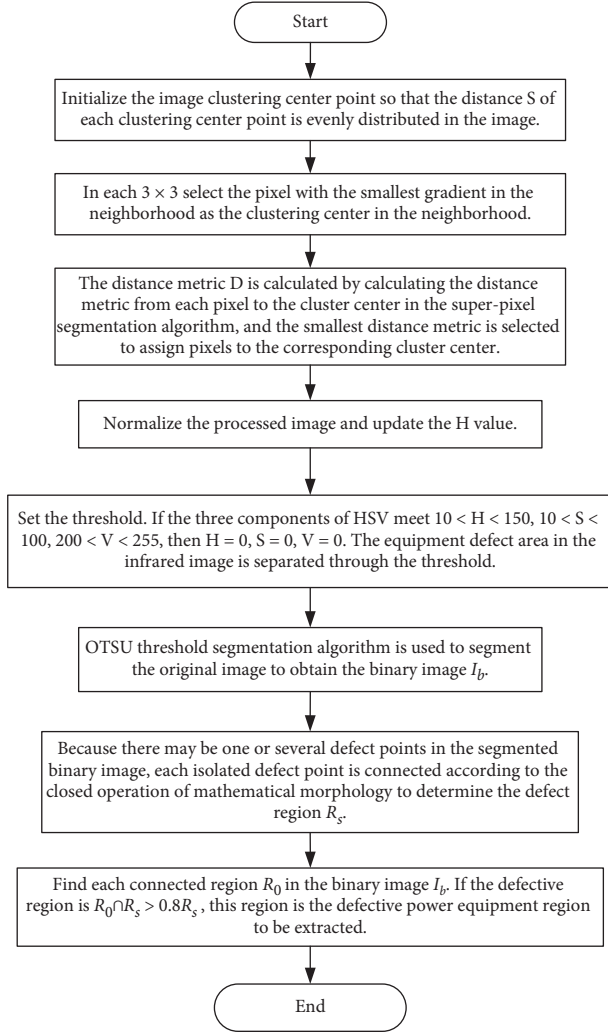 Start
Initialize the image clustering center point so that the distance S of
each clustering center point is evenly distributed in the image.
In each 3 × 3 select the pixel with the smallest gradient in the
neighborhood as the clustering center in the neighborhood.
The distance metric D is calculated by calculating the distance
metric from each pixel to the cluster center in the super-pixel
segmentation algorithm, and the smallest distance metric is selected
to assign pixels to the corresponding cluster center.
Normalize the processed image and update the H value.
Set the threshold. If the three components of HSV meet 10 < H < 150, 10 < S <
100, 200 < V < 255, then H = 0, S = 0, V = 0. The equipment defect area in the
infrared image is separated through the threshold.
OTSU threshold segmentation algorithm is used to segment
the original image to obtain the binary image I_b.
Because there may be one or several defect points in the segmented
binary image, each isolated defect point is connected according to the
closed operation of mathematical morphology to determine the defect
region R_s.
Find each connected region R_0 in the binary image I_b. If the defective
region is R_0∩R_s > 0.8R_s, this region is the defective power equipment region
to be extracted.
End